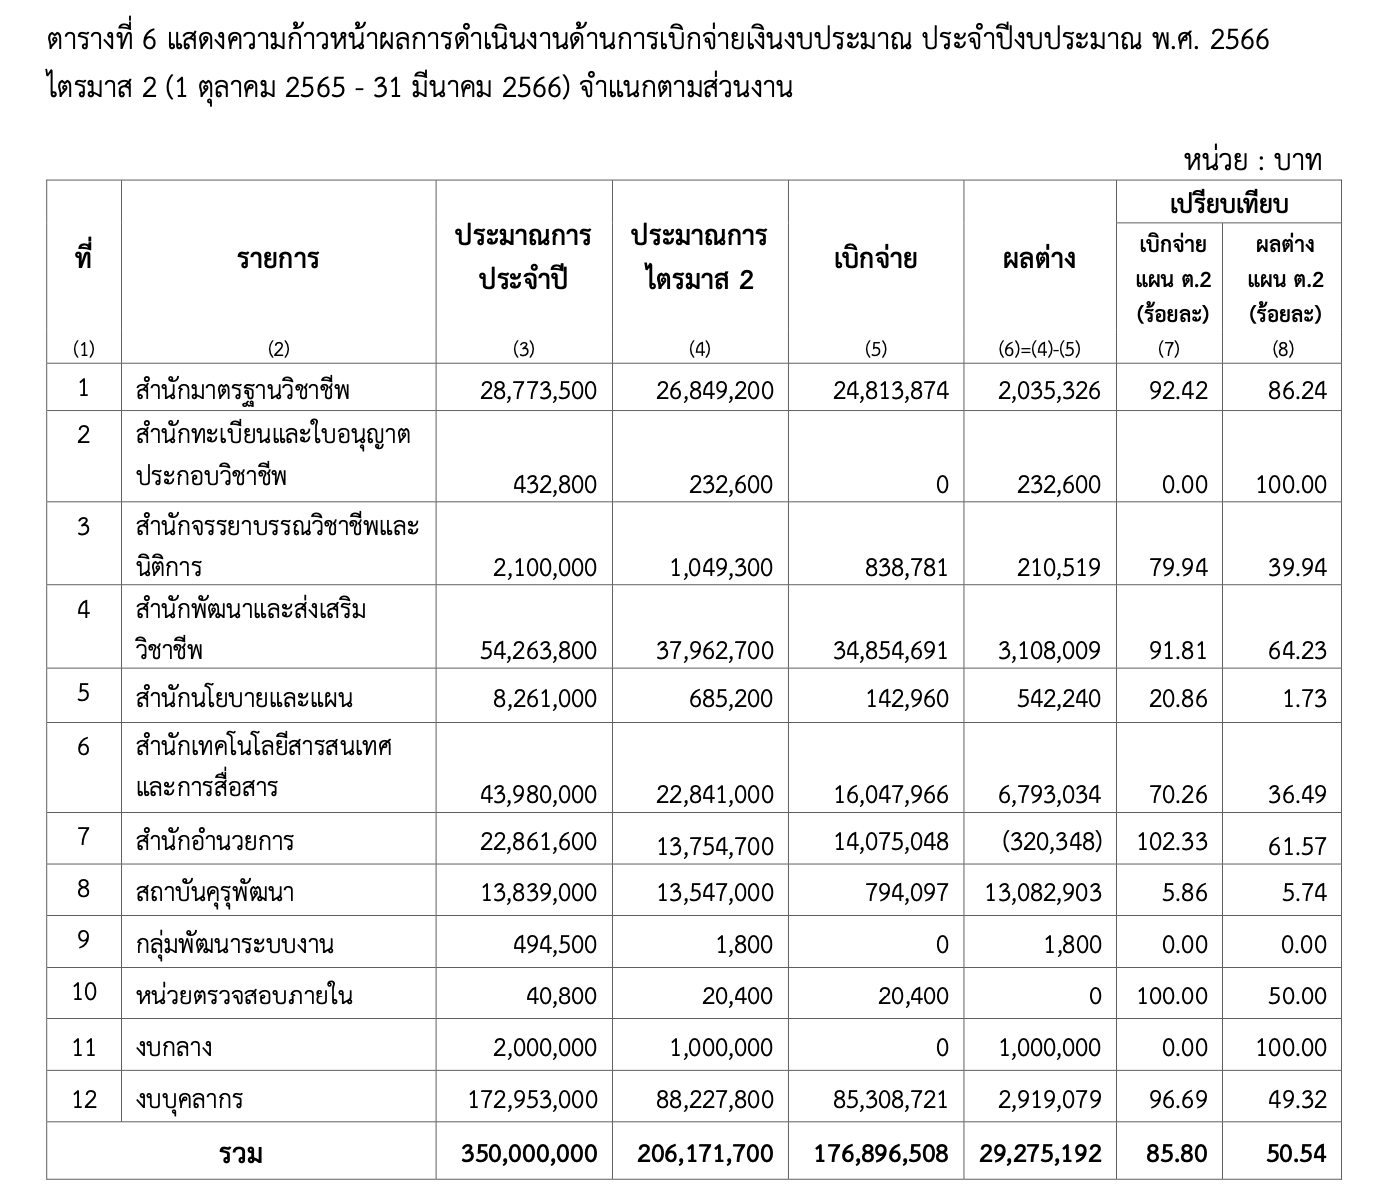 ตารางที่ 6 แสดงความก้าวหน้าผลการดำเนินงานด้านการเบิกจ่ายเงินงบประมาณ ประจำปีงบประมาณ พ.ศ. 2566
ไตรมาส 2 (1 ตุลาคม 2565 - 31 มีนาคม 2566) จำแนกตามส่วนงาน
หน่วย : บาท
ที่ รายการ ประมาณการ ประมาณการ เบิกจ่าย ผลต่าง เปรียบเทียบ
ประจำปี ไตรมาส 2 เบิกจ่าย ผลต่าง
แผน ต.2 แผน ต.2
(ร้อยละ) (ร้อยละ)
(1) (2) (3) (4) (5) (6)=(4)-(5) (7) (8)
1 สำนักมาตรฐานวิชาชีพ 28,773,500 26,849,200 24,813,874 2,035,326 92.42 86.24
2 สำนักทะเบียนและใบอนุญาต
ประกอบวิชาชีพ 432,800 232,600 0 232,600 0.00 100.00
3 สำนักจรรยาบรรณวิชาชีพและ
นิติการ 2,100,000 1,049,300 838,781 210,519 79.94 39.94
4 สำนักพัฒนาและส่งเสริม
วิชาชีพ 54,263,800 37,962,700 34,854,691 3,108,009 91.81 64.23
5 สำนักนโยบายและแผน 8,261,000 685,200 142,960 542,240 20.86 1.73
6 สำนักเทคโนโลยีสารสนเทศ
และการสื่อสาร 43,980,000 22,841,000 16,047,966 6,793,034 70.26 36.49
7 สำนักอำนวยการ 22,861,600 13,754,700 14,075,048 (320,348) 102.33 61.57
8 สถาบันคุรุพัฒนา 13,839,000 13,547,000 794,097 13,082,903 5.86 5.74
9 กลุ่มพัฒนาระบบงาน 494,500 1,800 0 1,800 0.00 0.00
10 หน่วยตรวจสอบภายใน 40,800 20,400 20,400 0 100.00 50.00
11 งบกลาง 2,000,000 1,000,000 0 1,000,000 0.00 100.00
12 งบบุคลากร 172,953,000 88,227,800 85,308,721 2,919,079 96.69 49.32
รวม 350,000,000 206,171,700 176,896,508 29,275,192 85.80 50.54